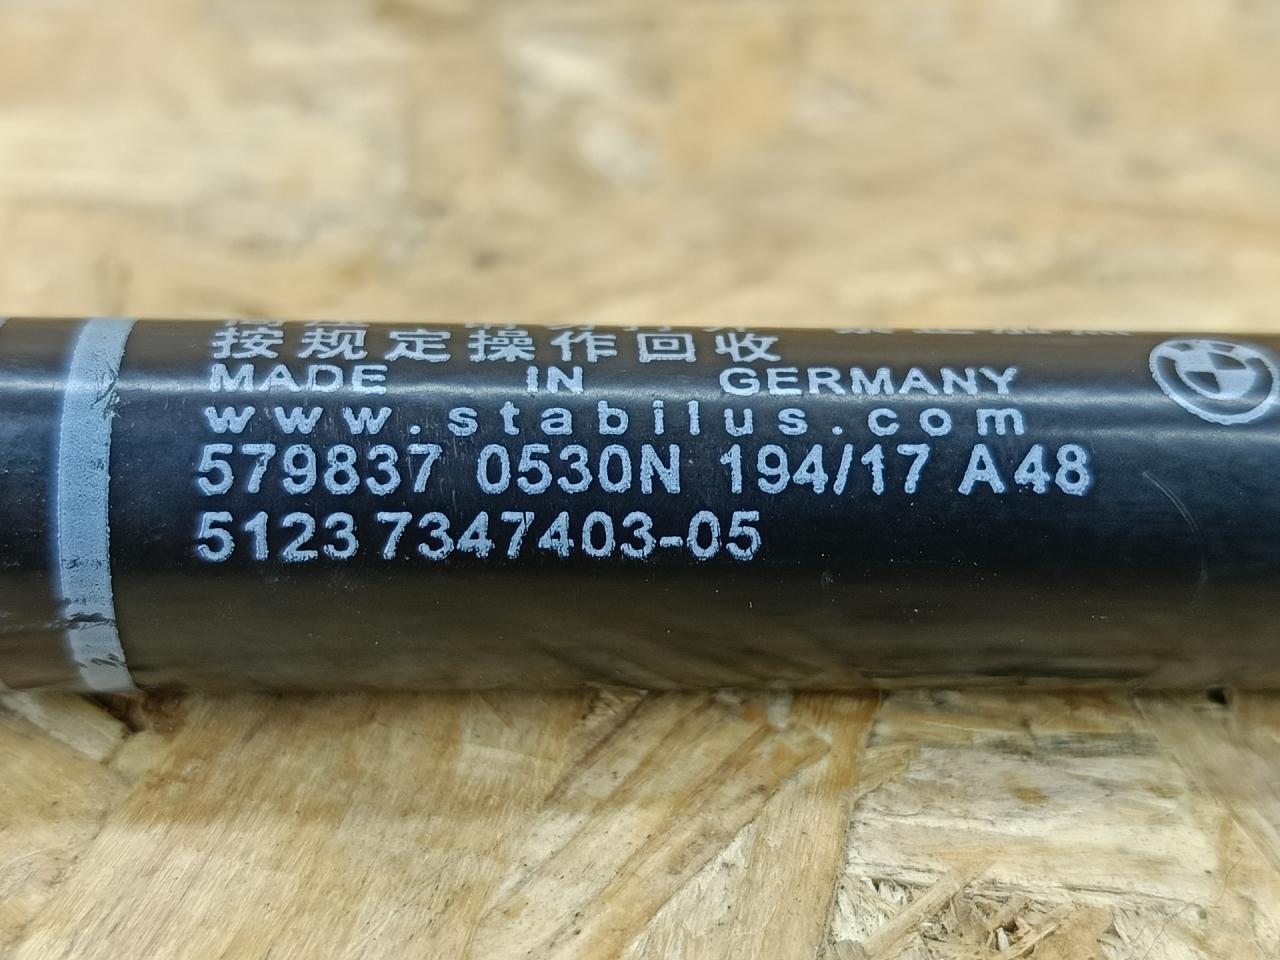 按规定操作回收
MADE IN GERMANY
www.stabilus.com
579837 0530N 194/17 A48
5123 7347403-05